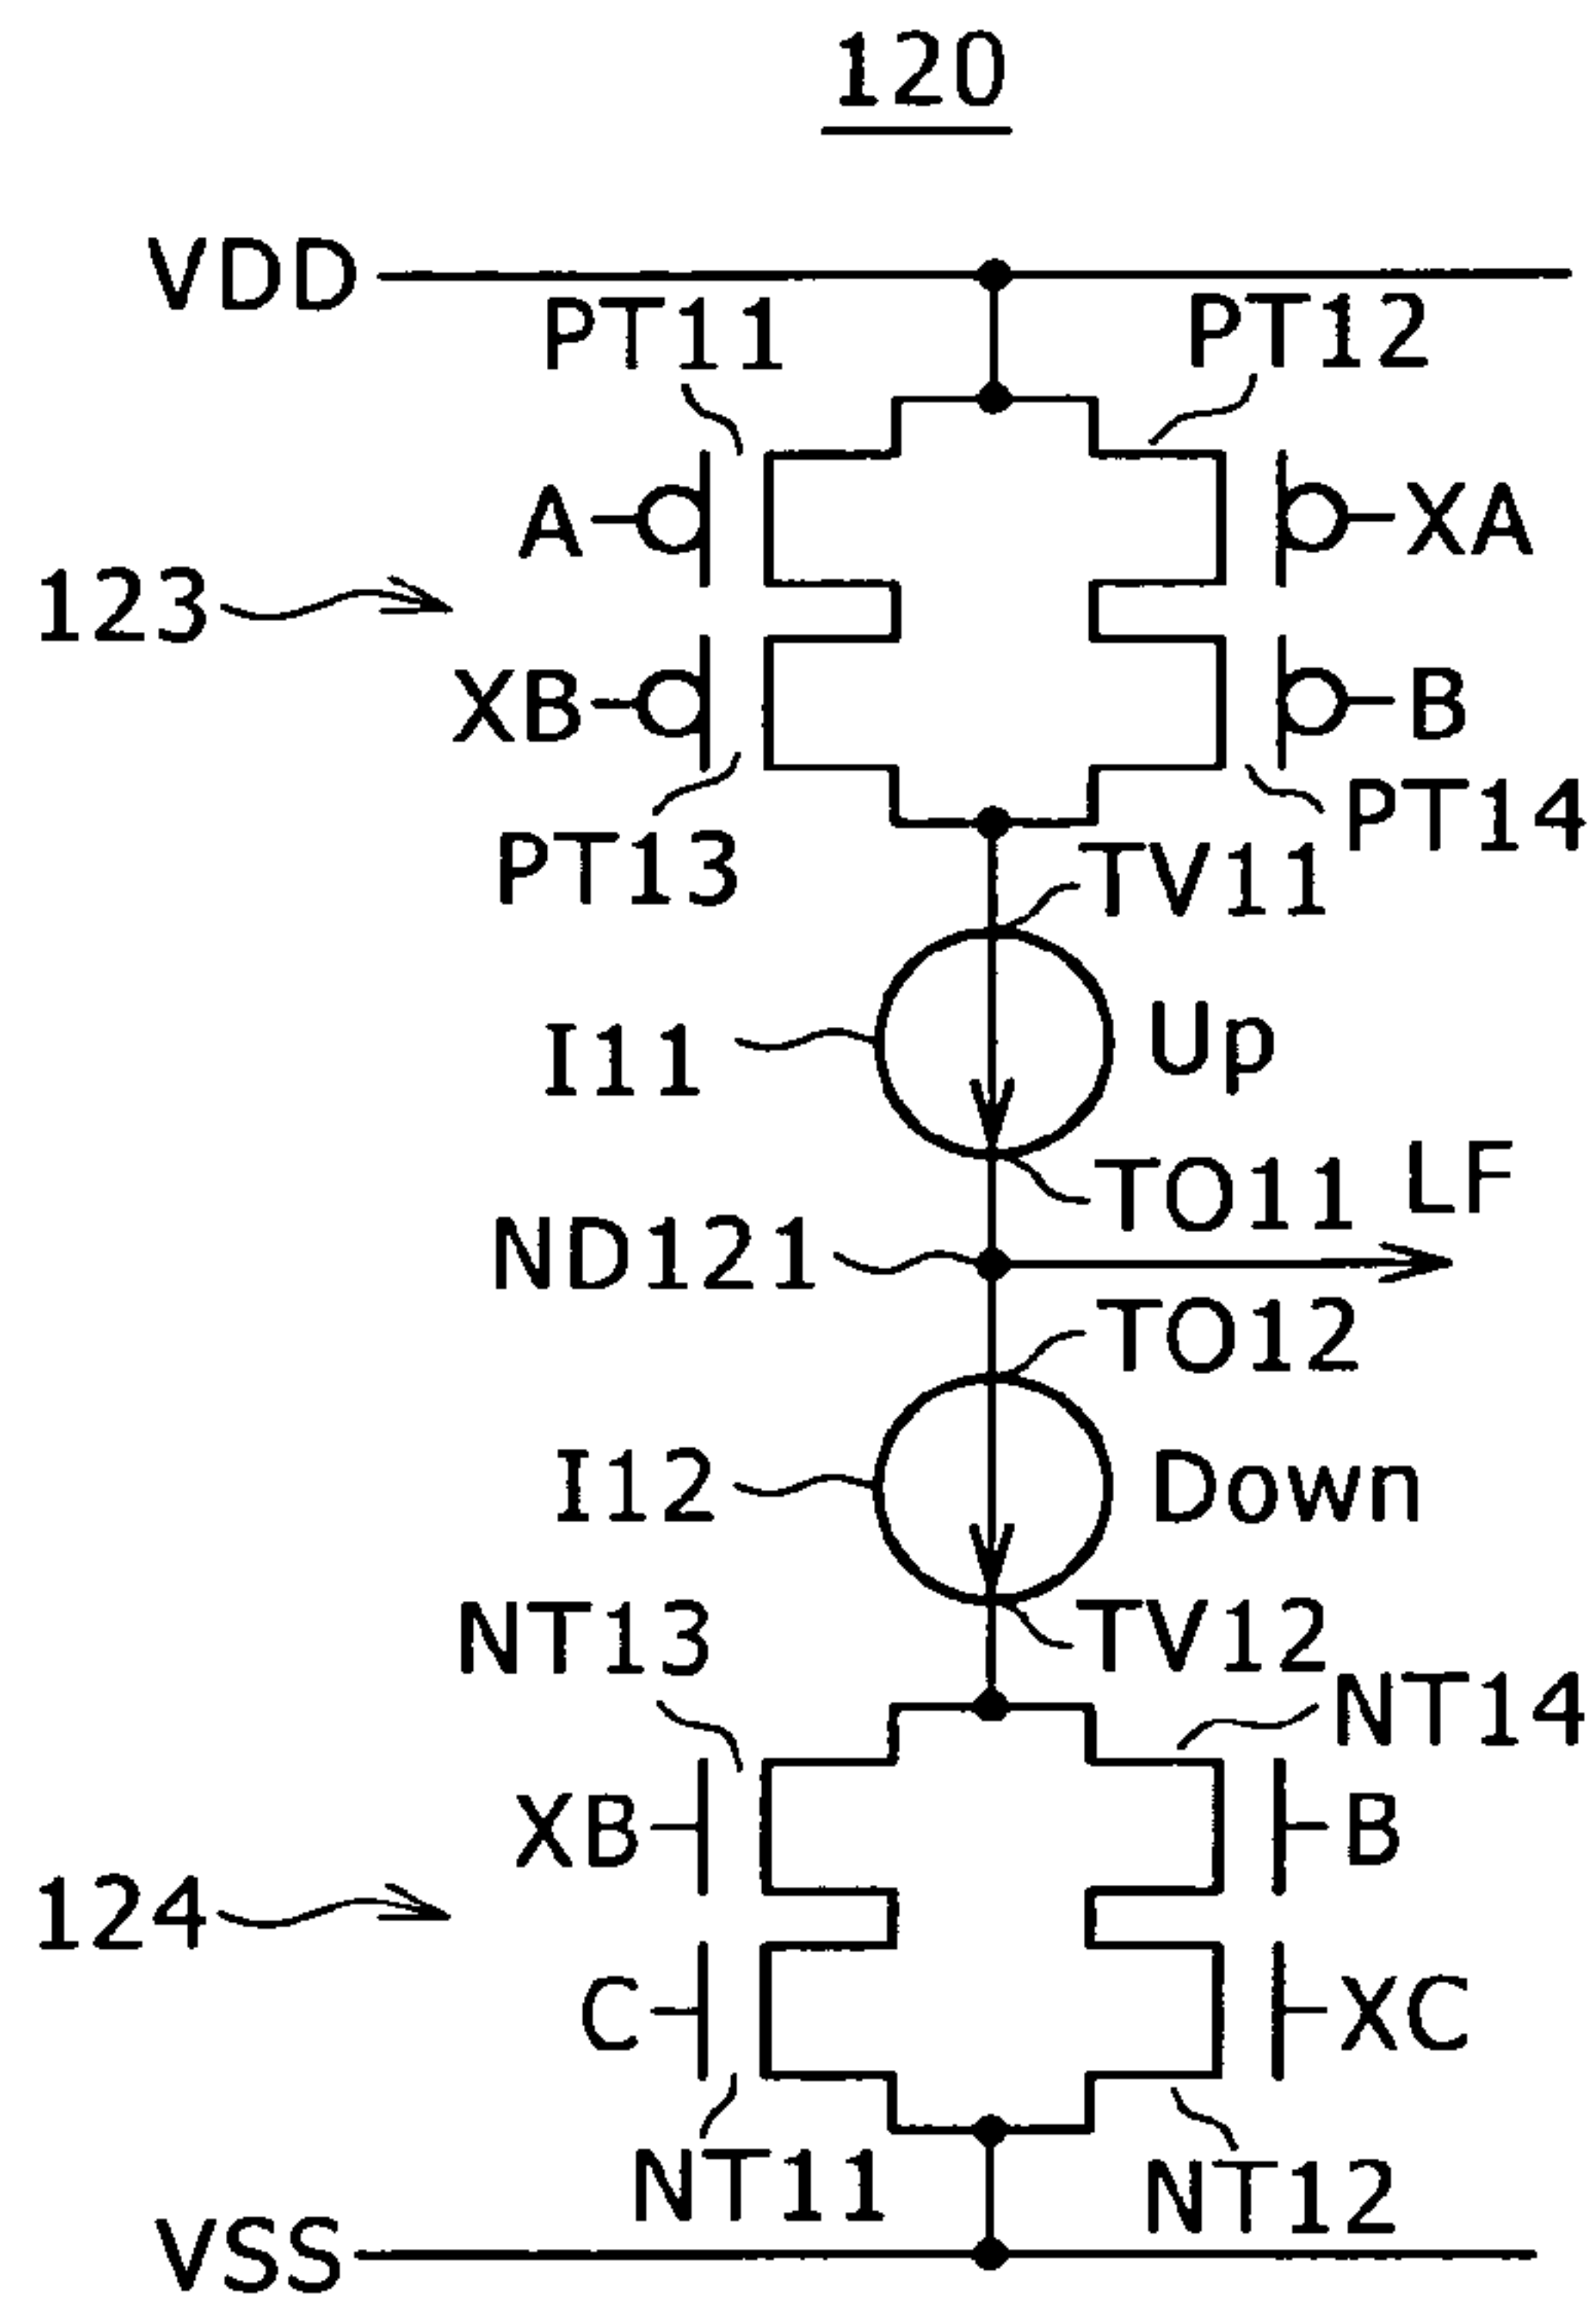 120
VDD
PT11
PT12
A
XA
123
XB
B
PT13
PT14
TV11
I11
Up
TO11
LF
ND121
TO12
I12
Down
NT13
TV12
NT14
XB
B
124
C
XC
NT11
NT12
VSS